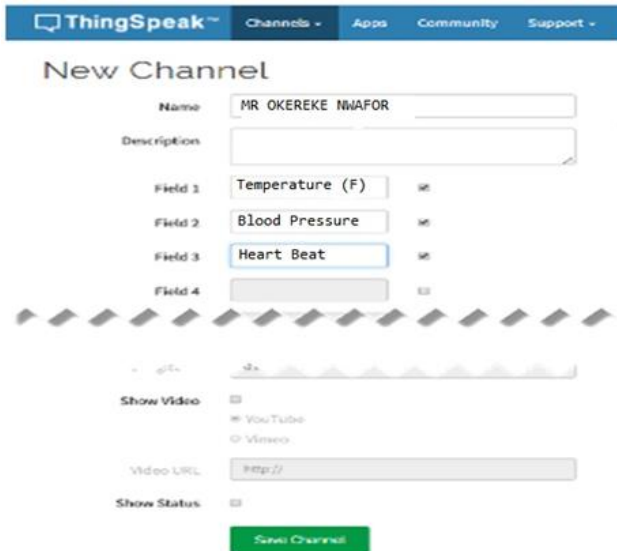 ThingSpeak™ Channels Apps Community Support
New Channel
Name MR OKEREKE NWAFOR
Description
Field 1 Temperature (F)
Field 2 Blood Pressure
Field 3 Heart Beat
Field 4
Show Video
YouTube
Vimeo
Video URL http://
Show Status
Save Channel